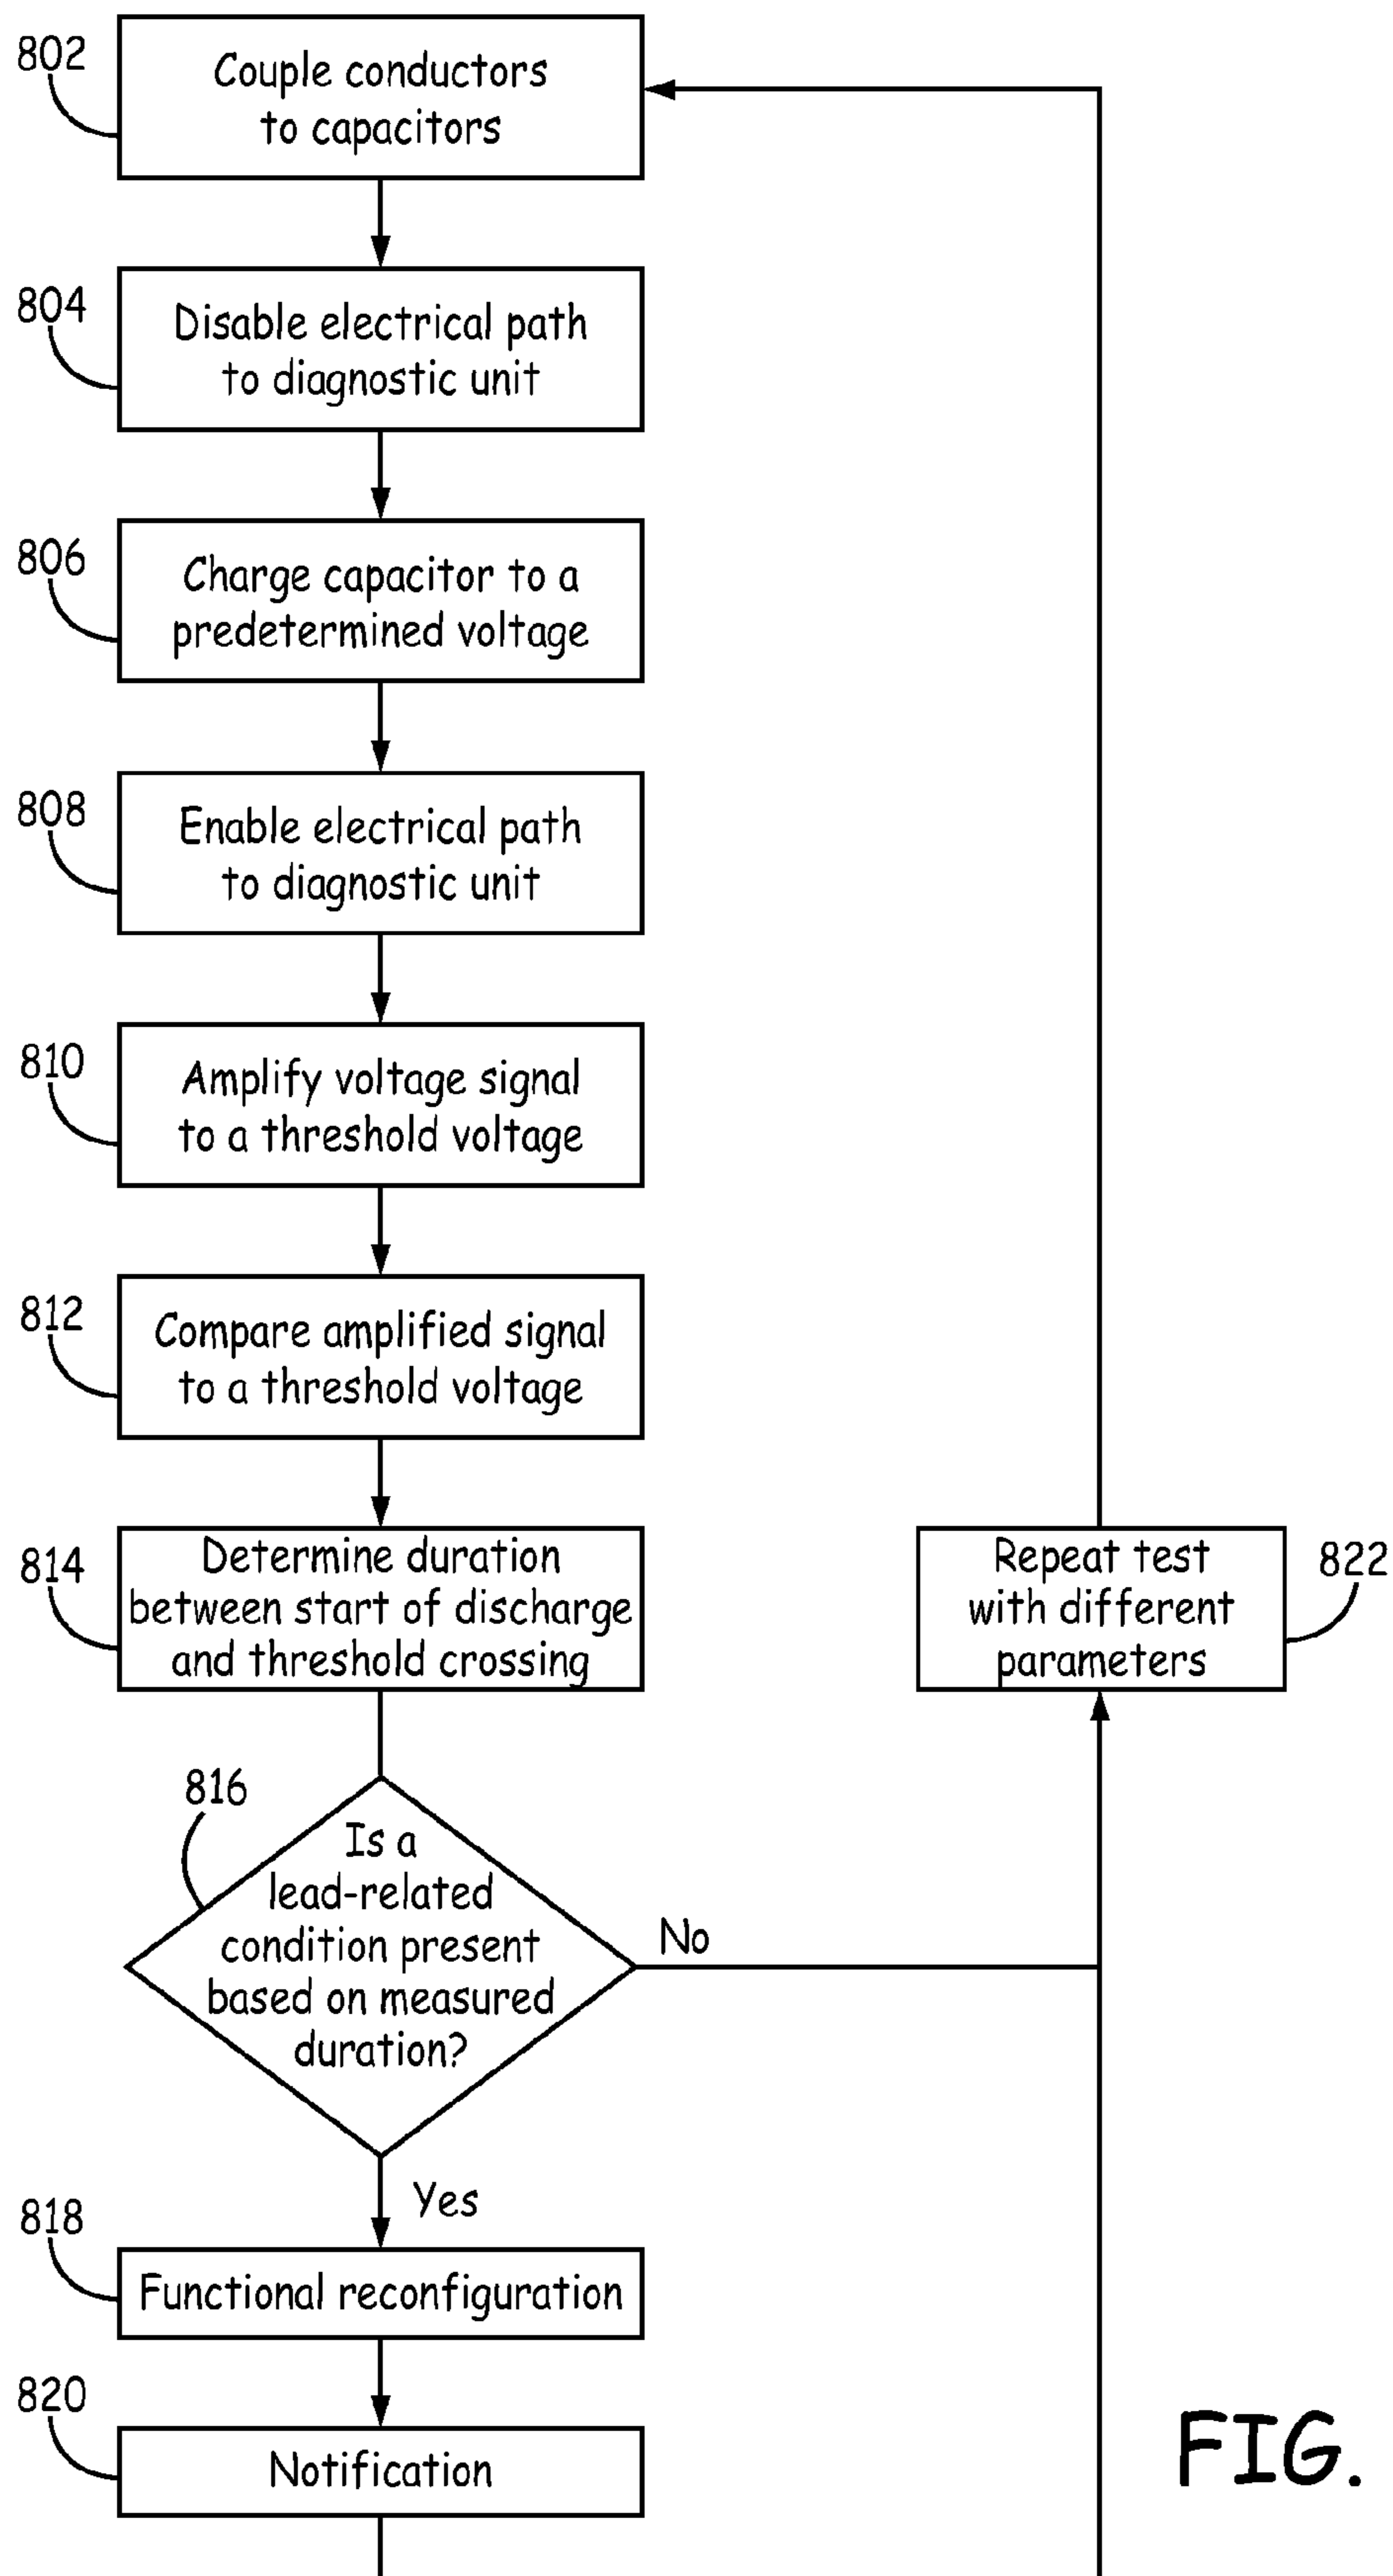 802
Couple conductors
to capacitors
804
Disable electrical path
to diagnostic unit
806
Charge capacitor to a
predetermined voltage
808
Enable electrical path
to diagnostic unit
810
Amplify voltage signal
to a threshold voltage
812
Compare amplified signal
to a threshold voltage
814
Determine duration
between start of discharge
and threshold crossing
Repeat test
with different
parameters
822
816
Is a
lead-related
condition present
based on measured
duration?
No
Yes
818
Functional reconfiguration
820
Notification
FIG.